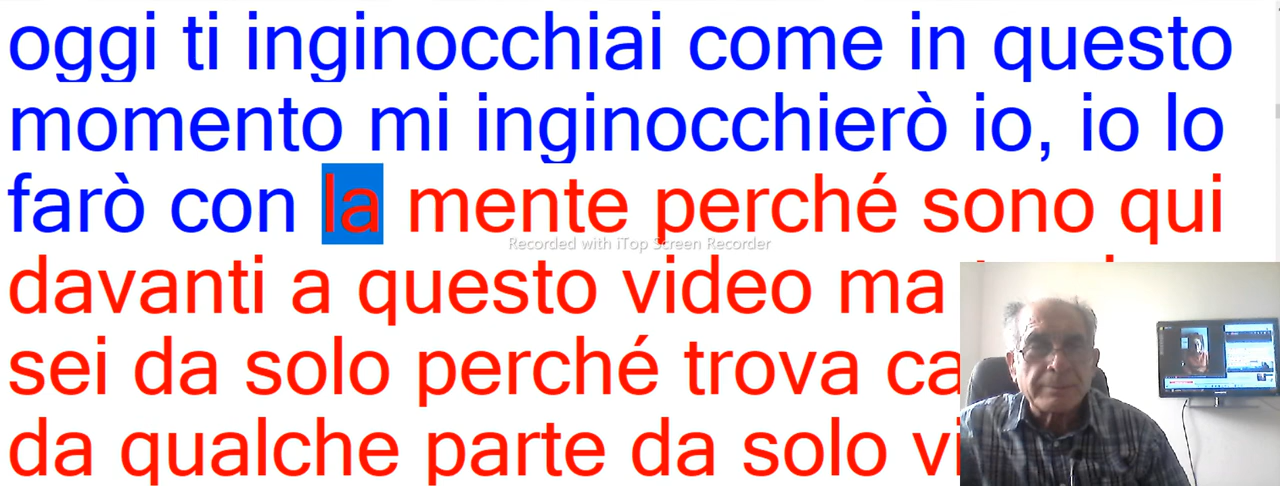 oggi ti inginocchiai come in questo
momento mi inginocchierò io, io lo
farò con la mente perché sono qui
Recorded with iTop Screen Recorder
davanti a questo video ma
sei da solo perché trova
da qualche parte da solo